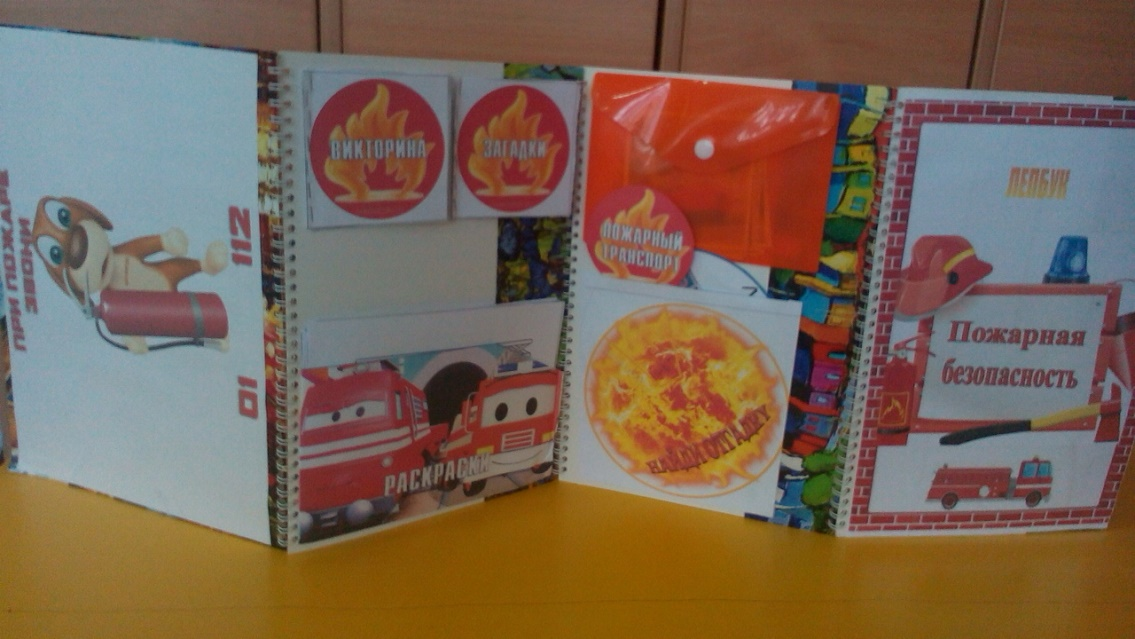 ПРИ ПОЖАРЕ
ЗВОНИ
01 112
ВИКТОРИНА
ЗАГАДКИ
РАСКРАСКИ
ПОЖАРНЫЙ
ТРАНСПОРТ
НАЙДИ ОТГАДКУ
ЛЕПБУК
Пожарная
безопасность